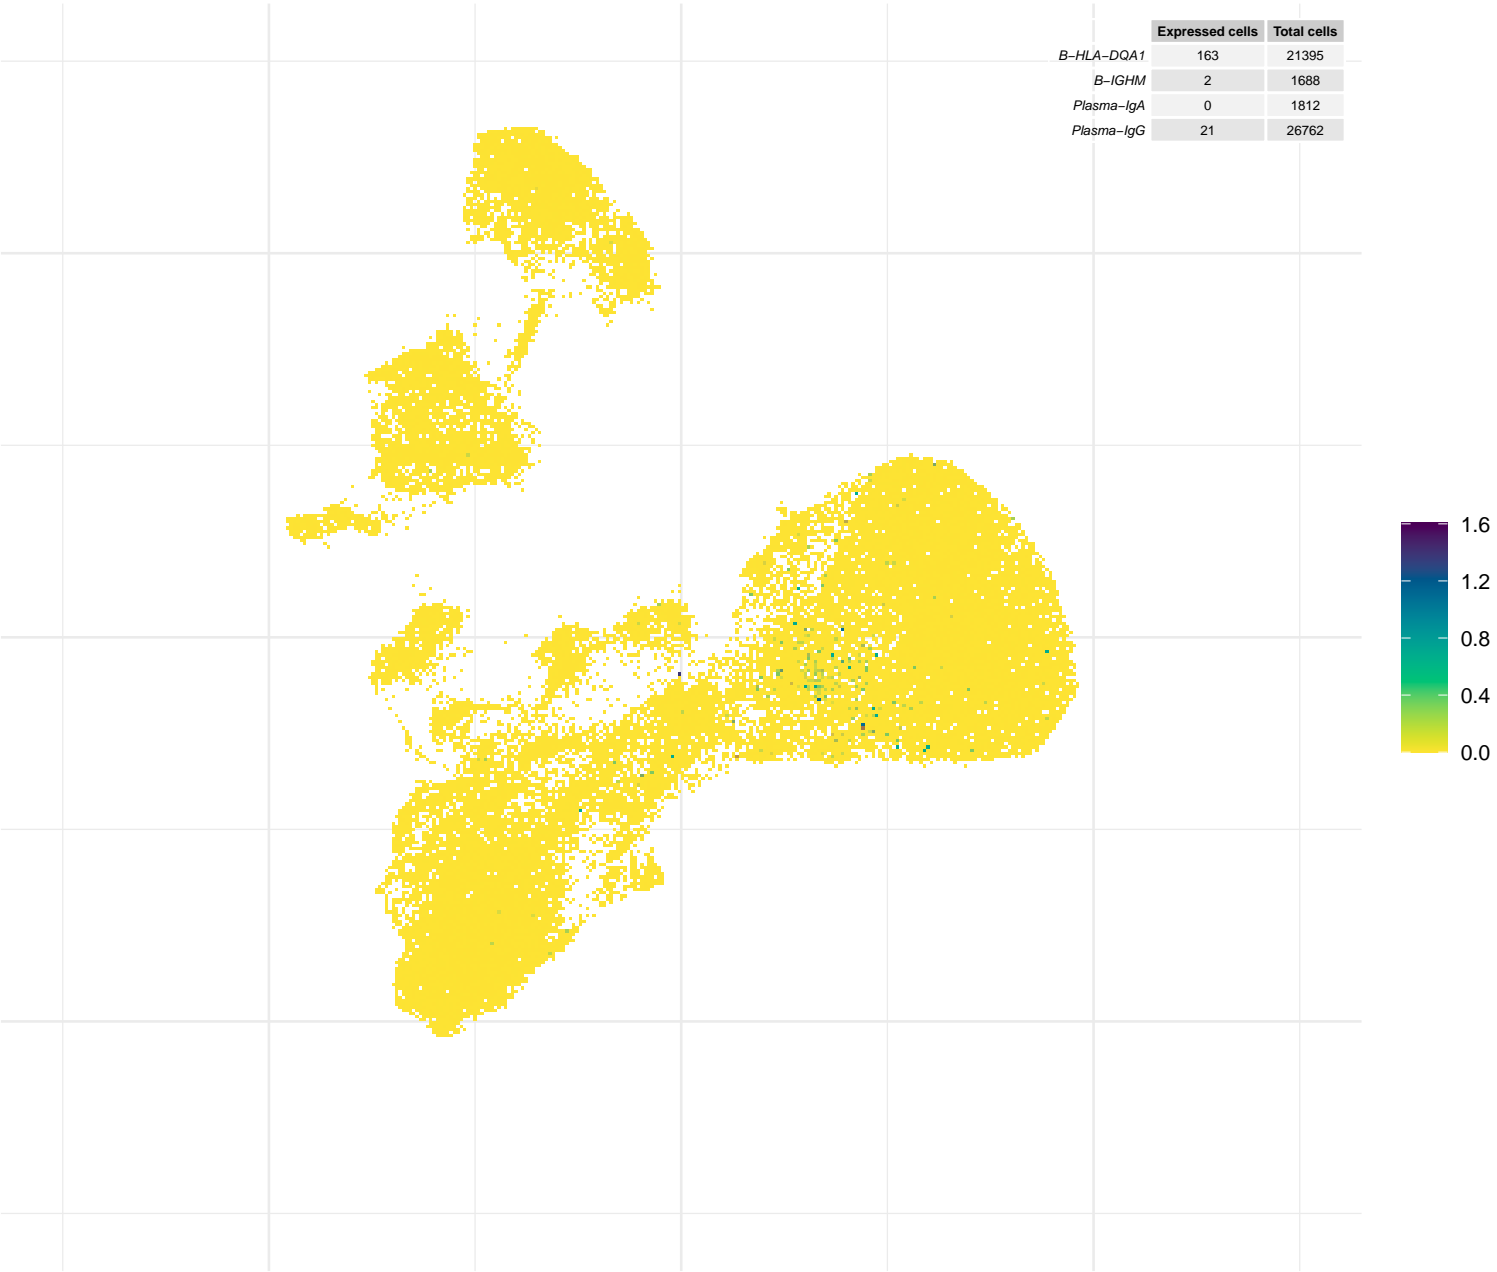 Expressed cells Total cells
B−HLA−DQA1 163 21395
B−IGHM 2 1688
Plasma−IgA 0 1812
Plasma−IgG 21 26762
1.6
1.2
0.8
0.4
0.0